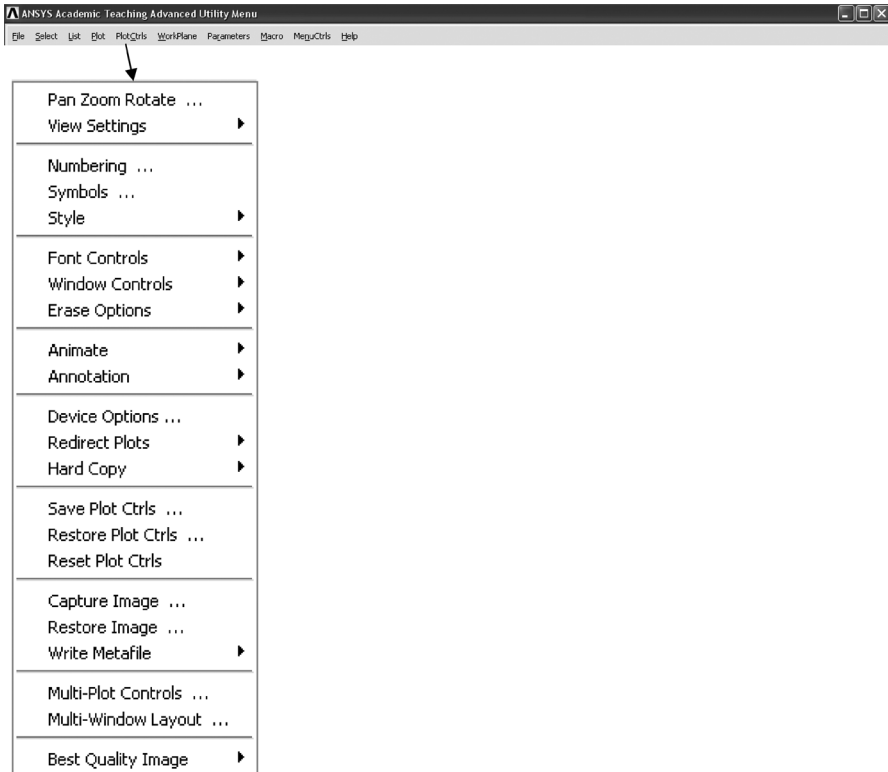 ANSYS Academic Teaching Advanced Utility Menu
File Select List Plot PlotCtrls WorkPlane Parameters Macro MenuCtrls Help
Pan Zoom Rotate ...
View Settings
Numbering ...
Symbols ...
Style
Font Controls
Window Controls
Erase Options
Animate
Annotation
Device Options ...
Redirect Plots
Hard Copy
Save Plot Ctrls ...
Restore Plot Ctrls ...
Reset Plot Ctrls
Capture Image ...
Restore Image ...
Write Metafile
Multi-Plot Controls ...
Multi-Window Layout ...
Best Quality Image